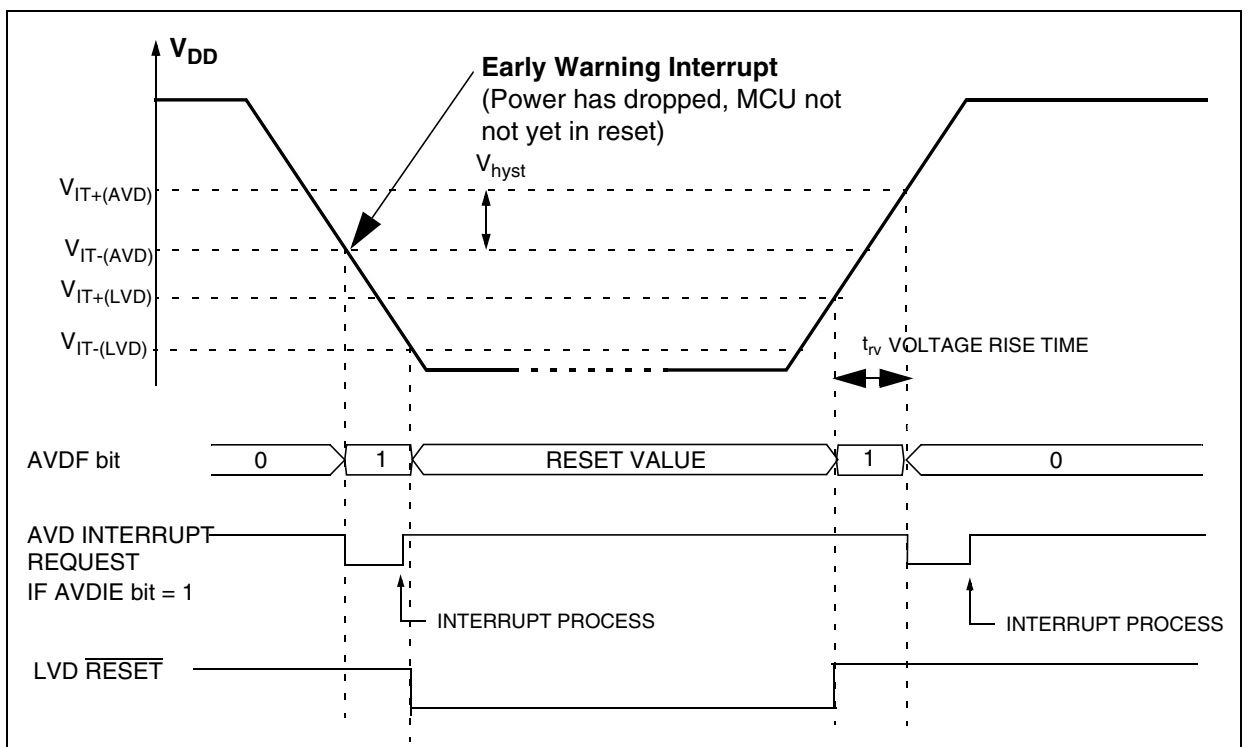 VDD
Early Warning Interrupt
(Power has dropped, MCU not
not yet in reset)
Vhyst
VIT+(AVD)
VIT-(AVD)
VIT+(LVD)
VIT-(LVD)
trv VOLTAGE RISE TIME
AVDF bit
0
1
RESET VALUE
1
0
AVD INTERRUPT
REQUEST
IF AVDIE bit = 1
INTERRUPT PROCESS
INTERRUPT PROCESS
LVD RESET